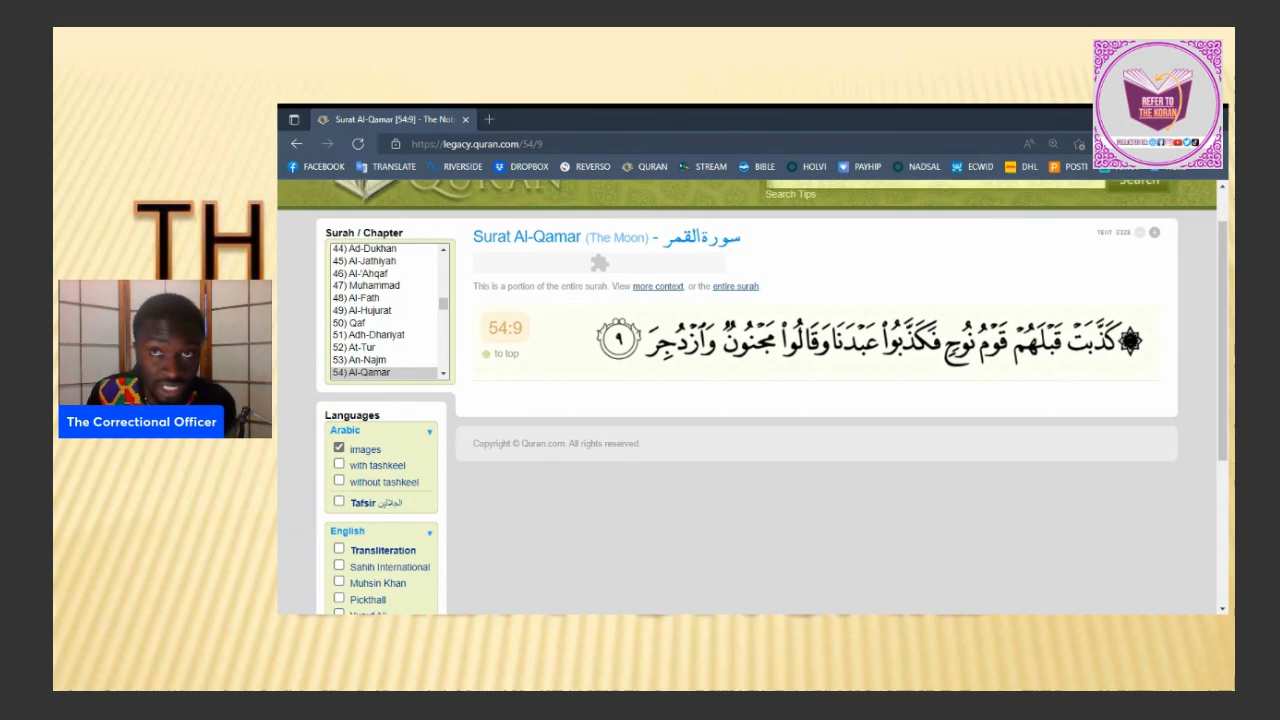 REFER TO
THE KORAN
Surat Al-Qamar [54:9] - The Nob
https://legacy.quran.com/54/9
FACEBOOK TRANSLATE RIVERSIDE DROPBOX REVERSO QURAN STREAM BIBLE HOLVI PAYHIP NADSAL ECWID DHL POSTI
QURAN
Search
Search Tips
TH
Surah / Chapter
44) Ad-Dukhan
45) Al-Jathiyah
46) Al-'Ahqaf
47) Muhammad
48) Al-Fath
49) Al-Hujurat
50) Qaf
51) Adh-Dhariyat
52) At-Tur
53) An-Najm
54) Al-Qamar
Surat Al-Qamar (The Moon) - سورة القمر
TEXT SIZE
This is a portion of the entire surah. View more context, or the entire surah
54:9
to top
كَذَّبَتْ قَبْلَهُمْ قَوْمُ نُوحٍ فَكَذَّبُوا۟ عَبْدَنَا وَقَالُوا۟ مَجْنُونٌ وَٱزْدُجِرَ ٩
The Correctional Officer
Languages
Arabic
images
with tashkeel
without tashkeel
Tafsir الجلالين
English
Transliteration
Sahih International
Muhsin Khan
Pickthall
Copyright © Quran.com. All rights reserved.